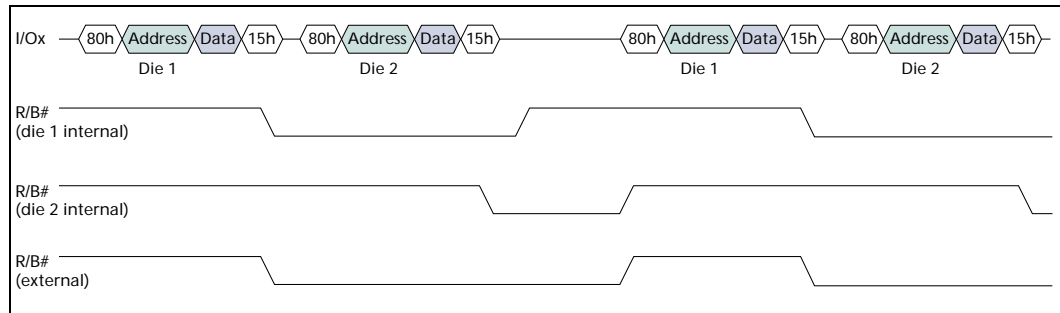 I/Ox 80h Address Data 15h 80h Address Data 15h 80h Address Data 15h 80h Address Data 15h
Die 1 Die 2 Die 1 Die 2
R/B#
(die 1 internal)
R/B#
(die 2 internal)
R/B#
(external)